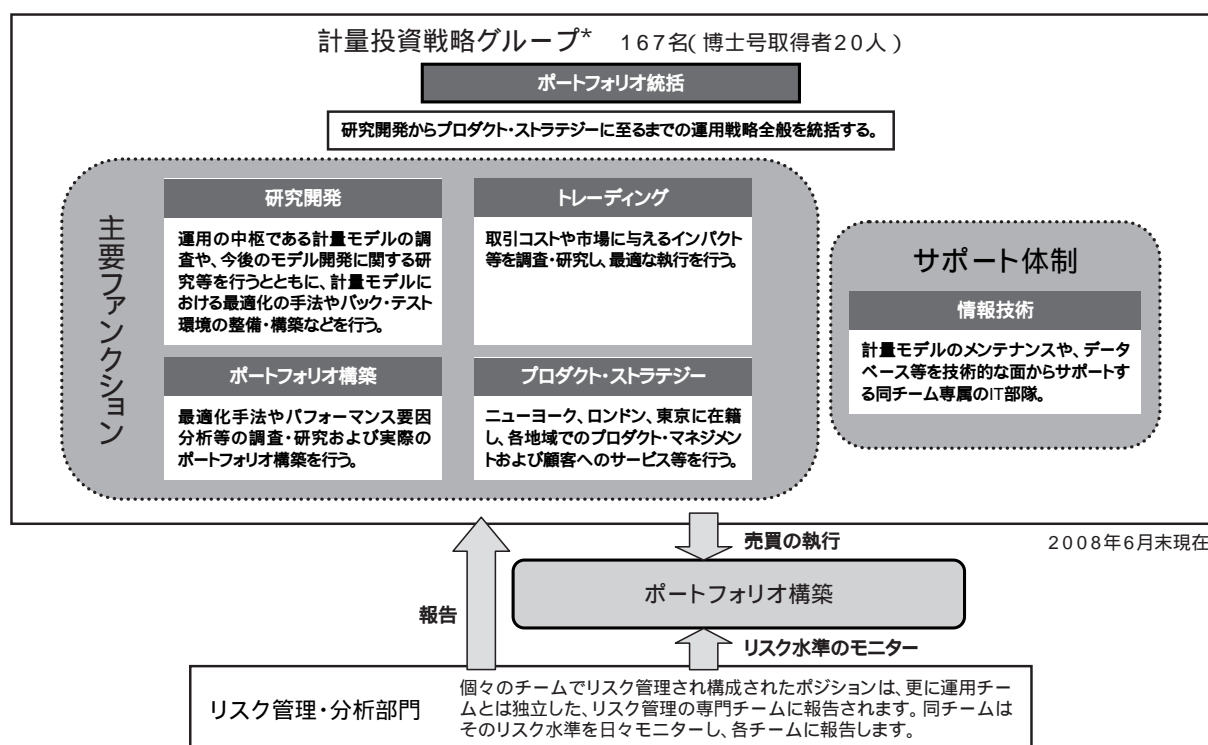 計量投資戦略グループ* 167名(博士号取得者20人)
ポートフォリオ統括
研究開発からプロダクト・ストラテジーに至るまでの運用戦略全般を統括する。
主要ファンクション
研究開発
運用の中枢である計量モデルの調
査や、今後のモデル開発に関する研
究等を行うとともに、計量モデルに
おける最適化の手法やバック・テスト
環境の整備・構築などを行う。
トレーディング
取引コストや市場に与えるインパクト
等を調査・研究し、最適な執行を行う。
ポートフォリオ構築
最適化手法やパフォーマンス要因
分析等の調査・研究および実際の
ポートフォリオ構築を行う。
プロダクト・ストラテジー
ニューヨーク、ロンドン、東京に在籍
し、各地域でのプロダクト・マネジメン
トおよび顧客へのサービス等を行う。
サポート体制
情報技術
計量モデルのメンテナンスや、データ
ベース等を技術的な面からサポートす
る同チーム専属のIT部隊。
2008年6月末現在
売買の執行
ポートフォリオ構築
報告
リスク水準のモニター
リスク管理・分析部門
個々のチームでリスク管理され構成されたポジションは、更に運用チー
ムとは独立した、リスク管理の専門チームに報告されます。同チームは
そのリスク水準を日々モニターし、各チームに報告します。